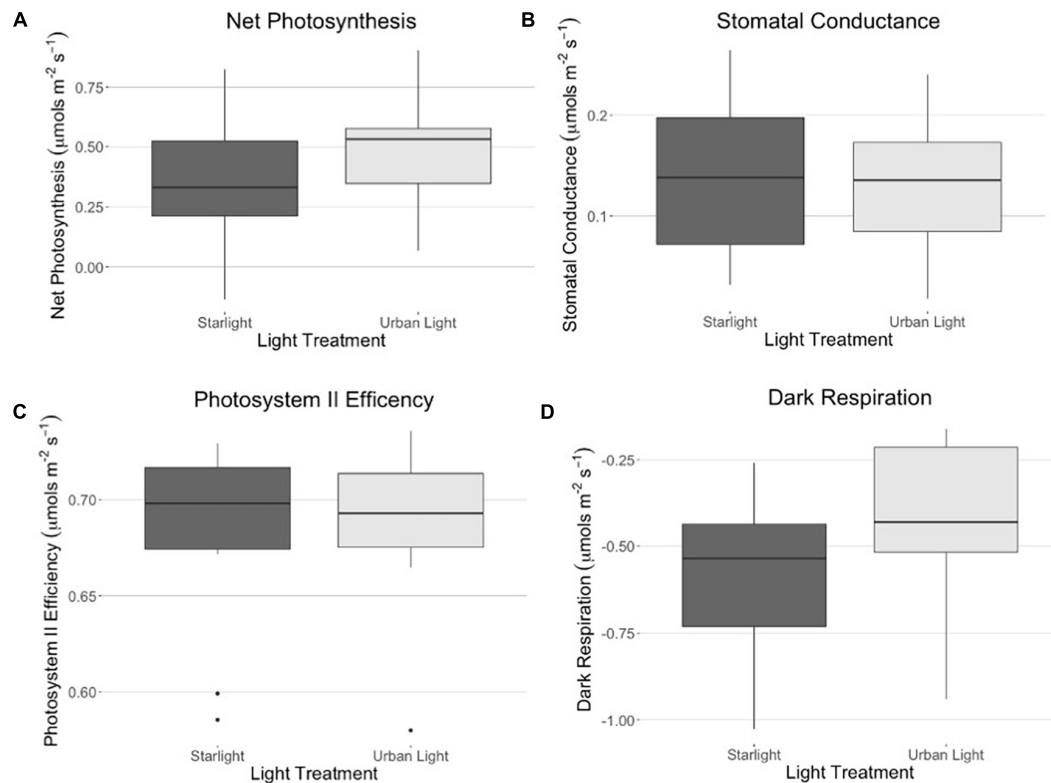 A
Net Photosynthesis
Net Photosynthesis (μmols m⁻² s⁻¹)
0.75
0.50
0.25
0.00
Starlight
Urban Light
Light Treatment
B
Stomatal Conductance
Stomatal Conductance (μmols m⁻² s⁻¹)
0.2
0.1
Starlight
Urban Light
Light Treatment
C
Photosystem II Efficency
Photosystem II Efficiency (μmols m⁻² s⁻¹)
0.70
0.65
0.60
Starlight
Urban Light
Light Treatment
D
Dark Respiration
Dark Respiration (μmols m⁻² s⁻¹)
-0.25
-0.50
-0.75
-1.00
Starlight
Urban Light
Light Treatment